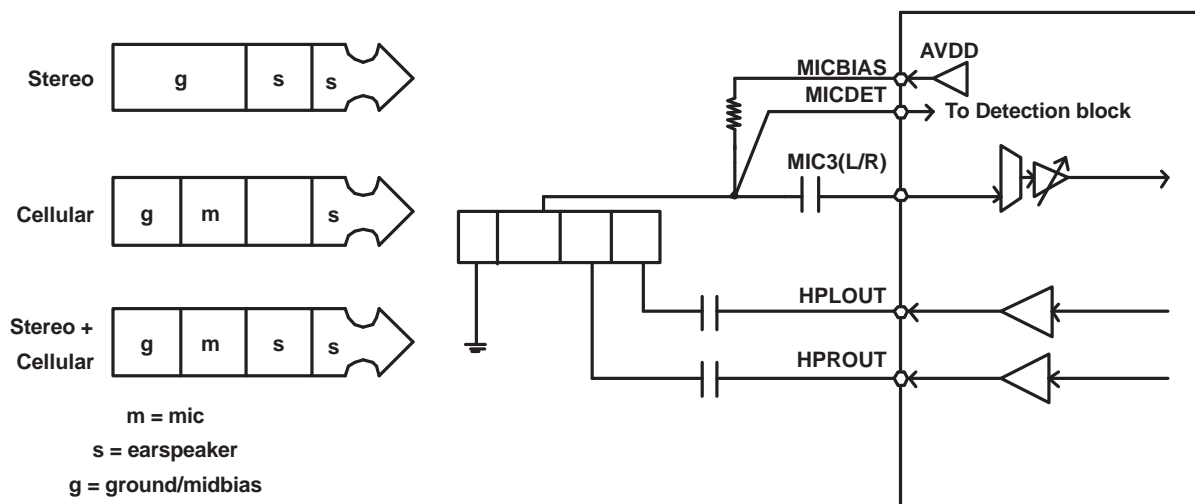 Stereo
g s s
Cellular
g m s
Stereo +
Cellular
g m s s
m = mic
s = earspeaker
g = ground/midbias
AVDD
MICBIAS
MICDET
To Detection block
MIC3(L/R)
HPLOUT
HPROUT